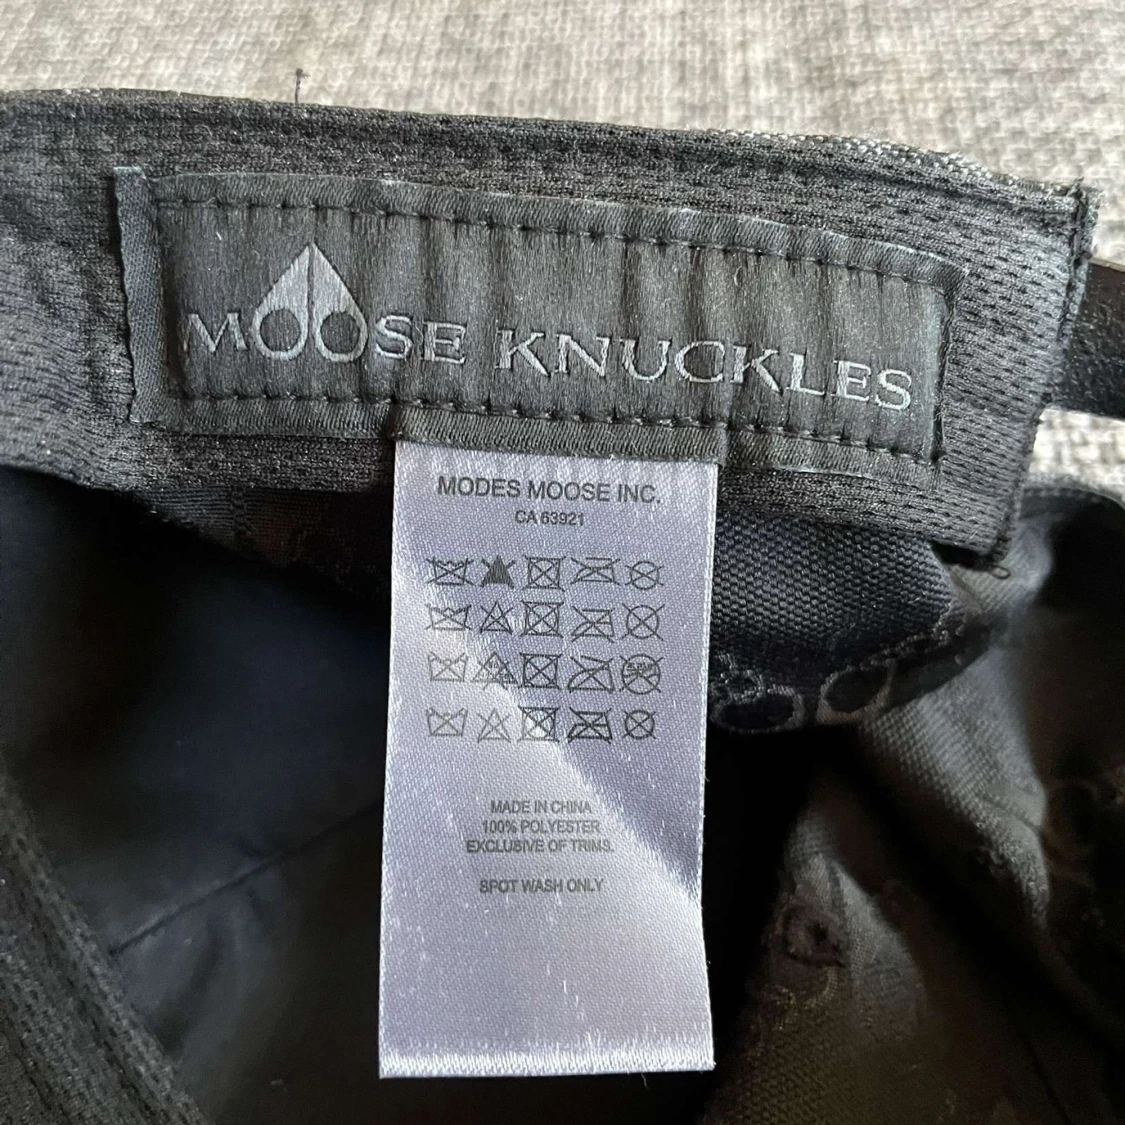 MOOSE KNUCKLES
MODES MOOSE INC.
CA 63921
MADE IN CHINA
100% POLYESTER
EXCLUSIVE OF TRIMS.
SPOT WASH ONLY